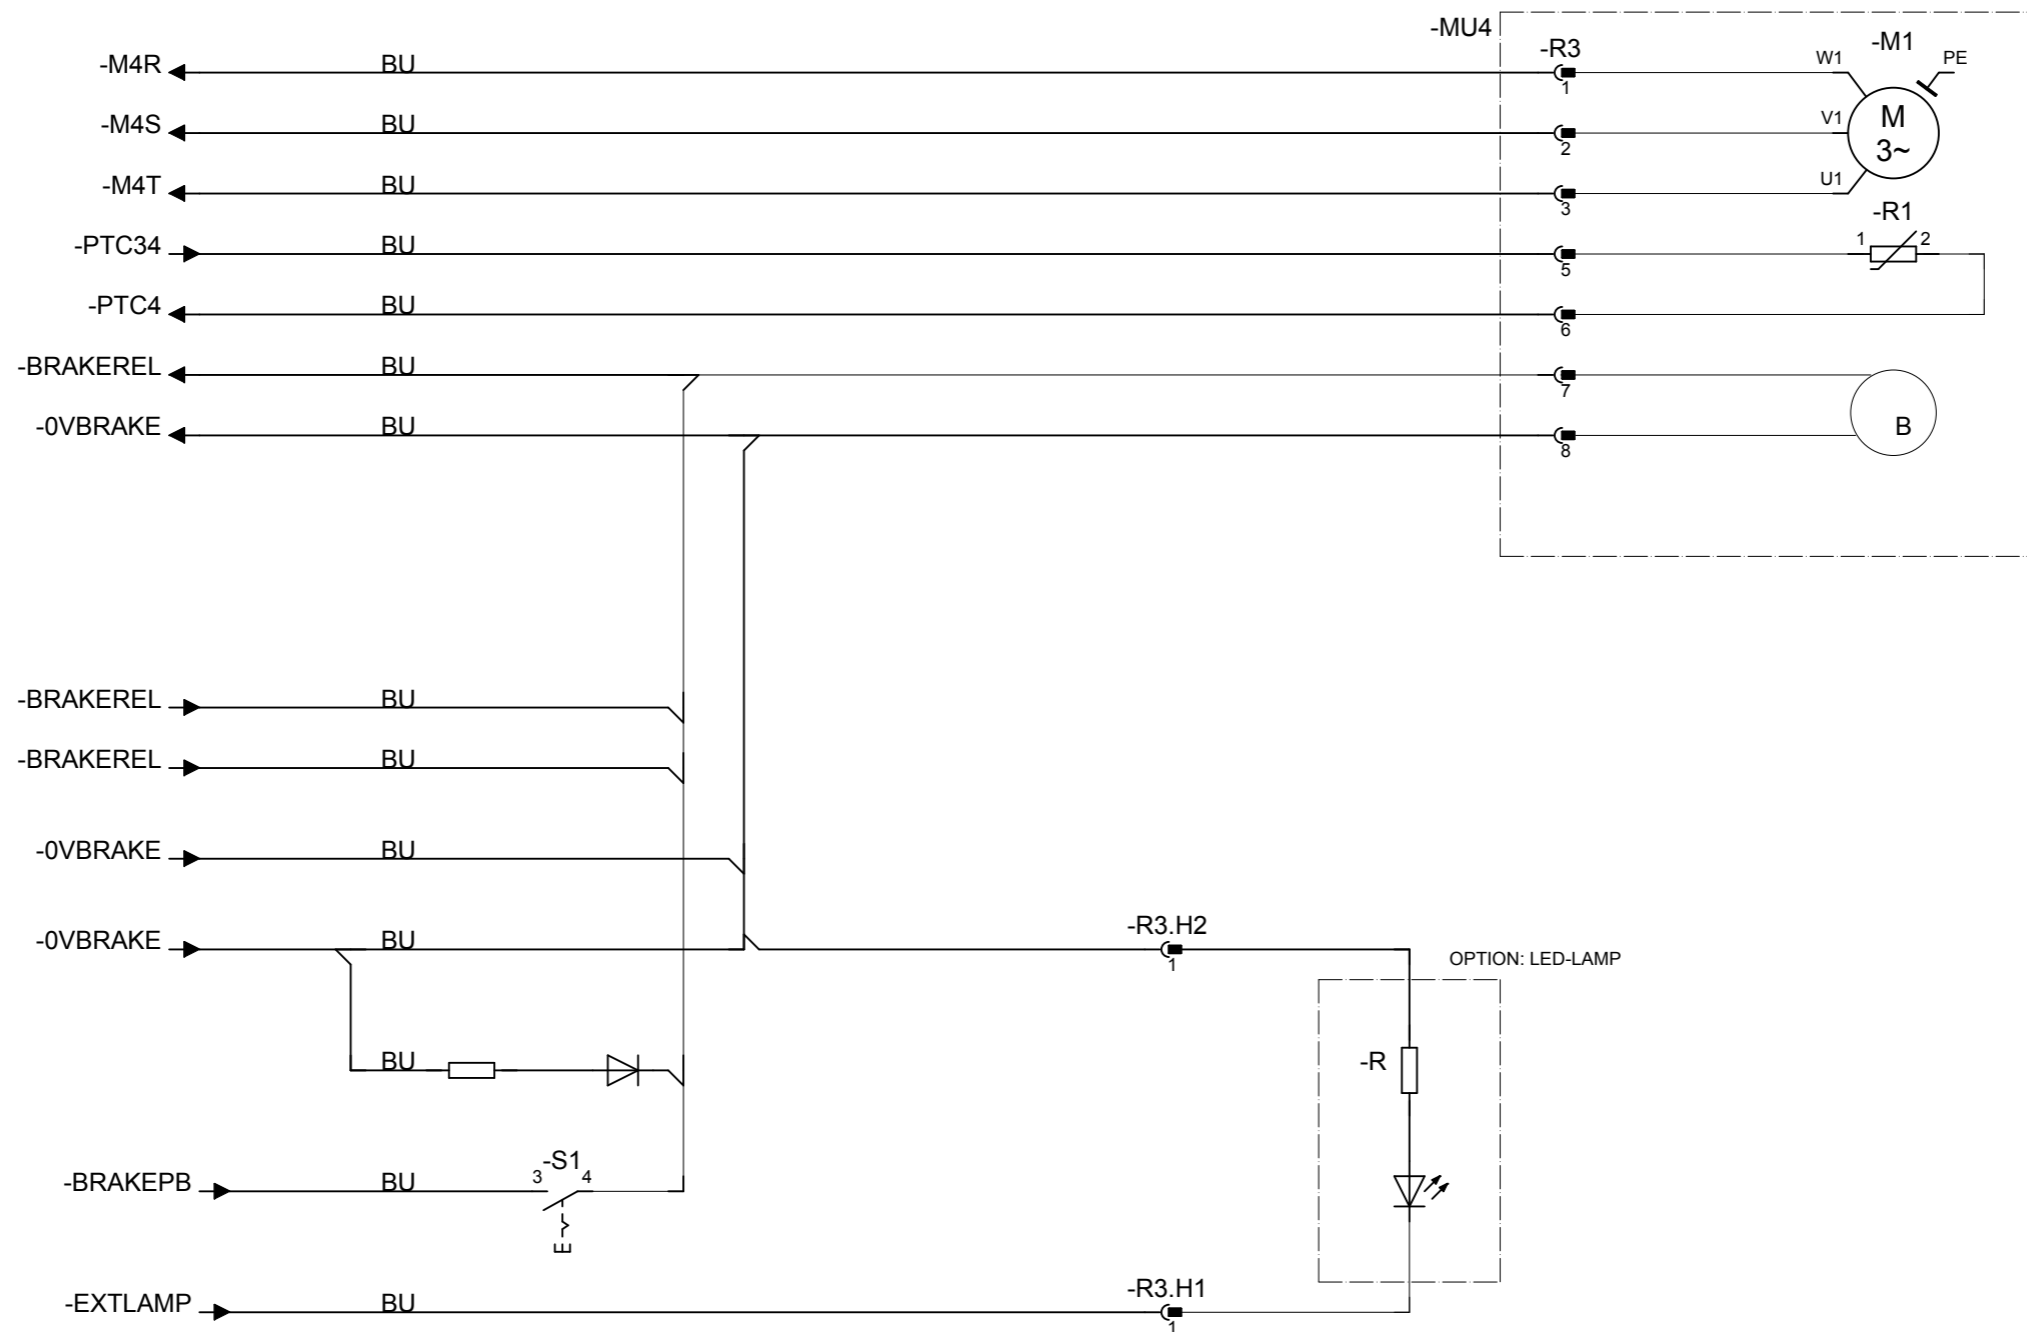 -MU4
-M1
-R3
W1
PE
-M4R
BU
1
-M4S
BU
V1
M
3~
2
-M4T
BU
U1
3
-R1
-PTC34
BU
1
2
5
-PTC4
BU
6
-BRAKEREL
BU
7
-0VBRAKE
BU
B
8
-BRAKEREL
BU
-BRAKEREL
BU
-0VBRAKE
BU
-0VBRAKE
BU
-R3.H2
1
OPTION: LED-LAMP
BU
-R
-S1
3
4
-BRAKEPB
BU
-EXTLAMP
BU
-R3.H1
1